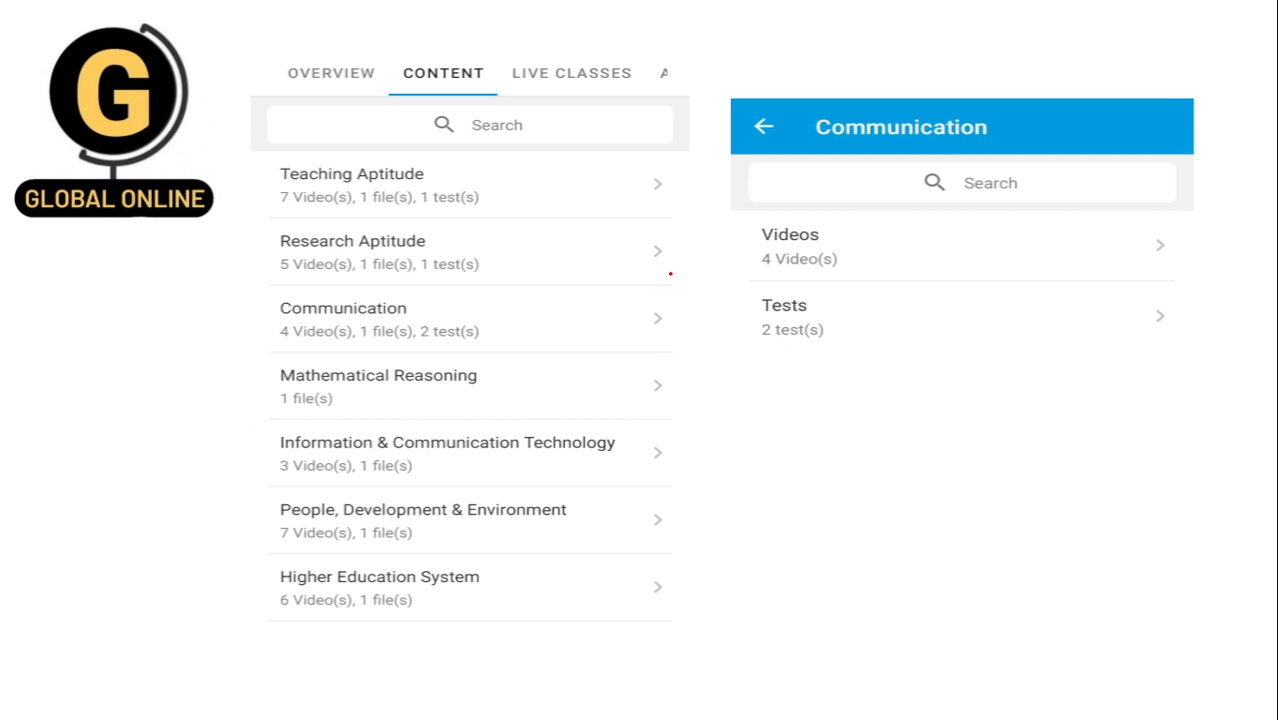 G
GLOBAL ONLINE
OVERVIEW CONTENT LIVE CLASSES
Search
Teaching Aptitude
7 Video(s), 1 file(s), 1 test(s)
Research Aptitude
5 Video(s), 1 file(s), 1 test(s)
Communication
4 Video(s), 1 file(s), 2 test(s)
Mathematical Reasoning
1 file(s)
Information & Communication Technology
3 Video(s), 1 file(s)
People, Development & Environment
7 Video(s), 1 file(s)
Higher Education System
6 Video(s), 1 file(s)
Communication
Search
Videos
4 Video(s)
Tests
2 test(s)